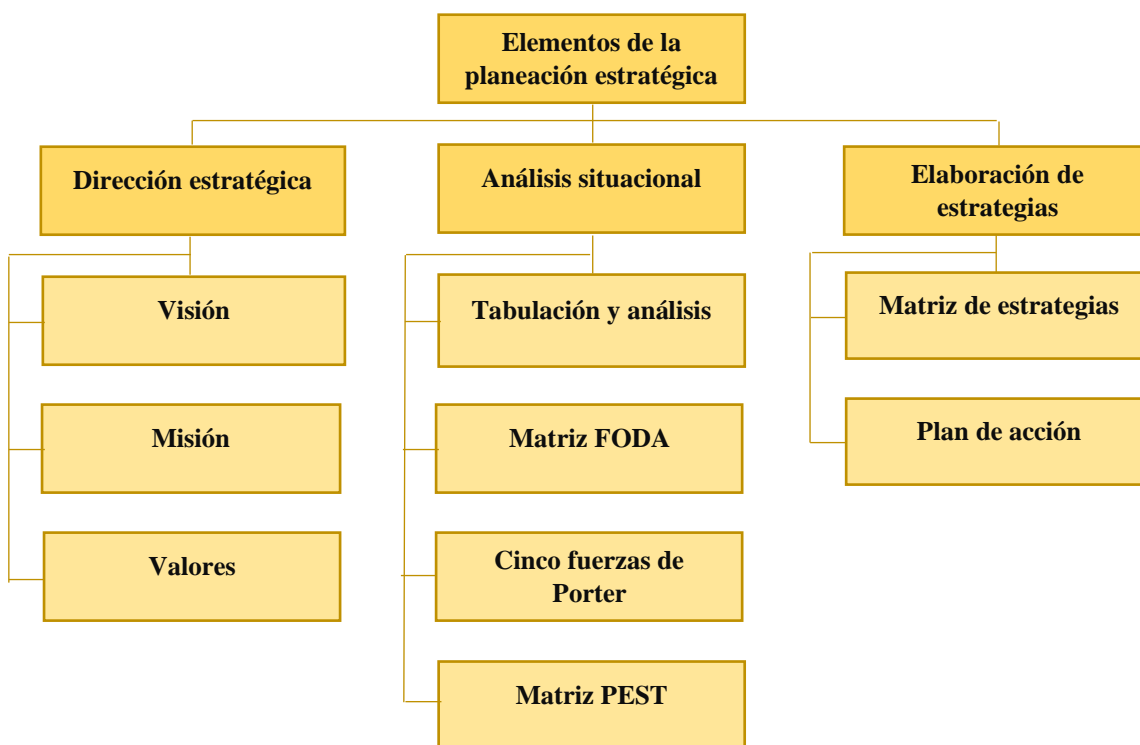 Elementos de la
planeación estratégica
Dirección estratégica
Análisis situacional
Elaboración de
estrategias
Visión
Tabulación y análisis
Matriz de estrategias
Misión
Matriz FODA
Plan de acción
Valores
Cinco fuerzas de
Porter
Matriz PEST